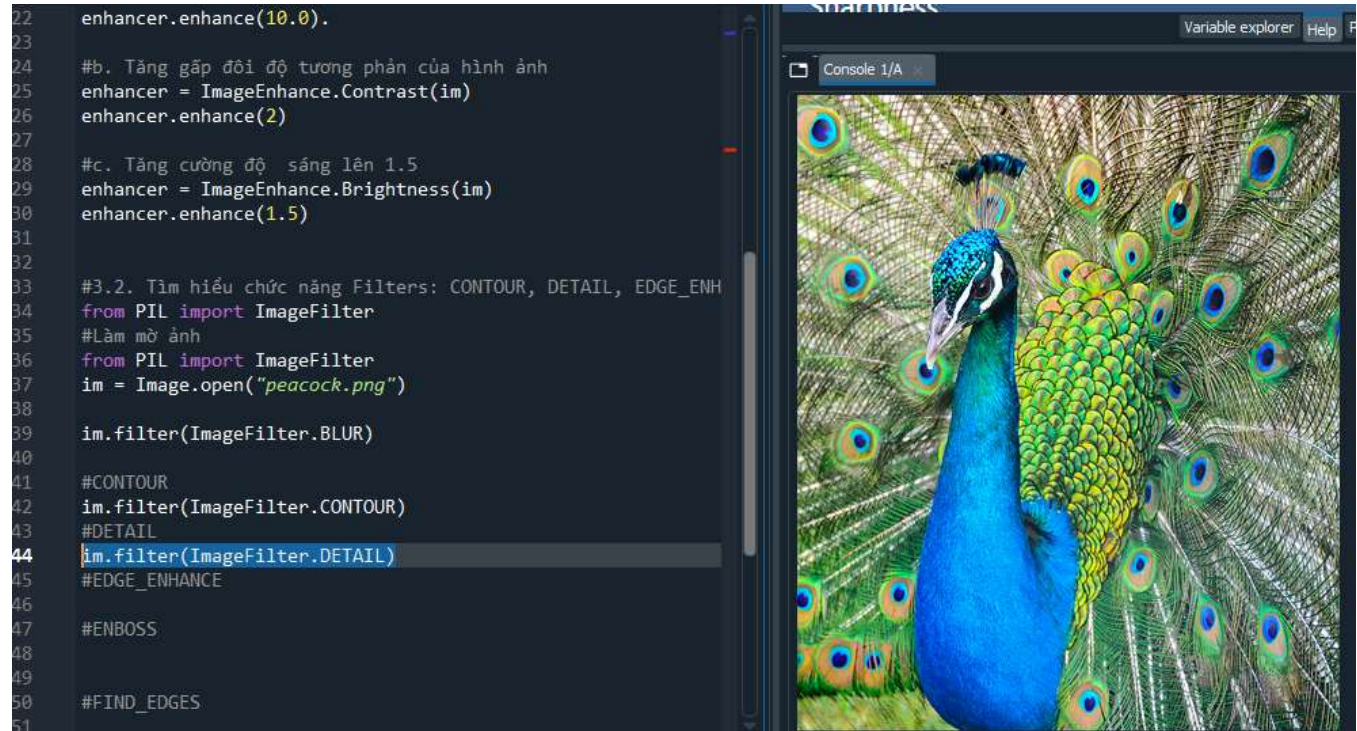 22 enhancer.enhance(10.0).
23
24 #b. Tăng gấp đôi độ tương phản của hình ảnh
25 enhancer = ImageEnhance.Contrast(im)
26 enhancer.enhance(2)
27
28 #c. Tăng cường độ  sáng lên 1.5
29 enhancer = ImageEnhance.Brightness(im)
30 enhancer.enhance(1.5)
31
32
33 #3.2. Tìm hiểu chức năng Filters: CONTOUR, DETAIL, EDGE_ENH
34 from PIL import ImageFilter
35 #Làm mờ ảnh
36 from PIL import ImageFilter
37 im = Image.open("peacock.png")
38
39 im.filter(ImageFilter.BLUR)
40
41 #CONTOUR
42 im.filter(ImageFilter.CONTOUR)
43 #DETAIL
44 im.filter(ImageFilter.DETAIL)
45 #EDGE_ENHANCE
46
47 #ENBOSS
48
49
50 #FIND_EDGES
51
Sharpness
Variable explorer Help
Console 1/A